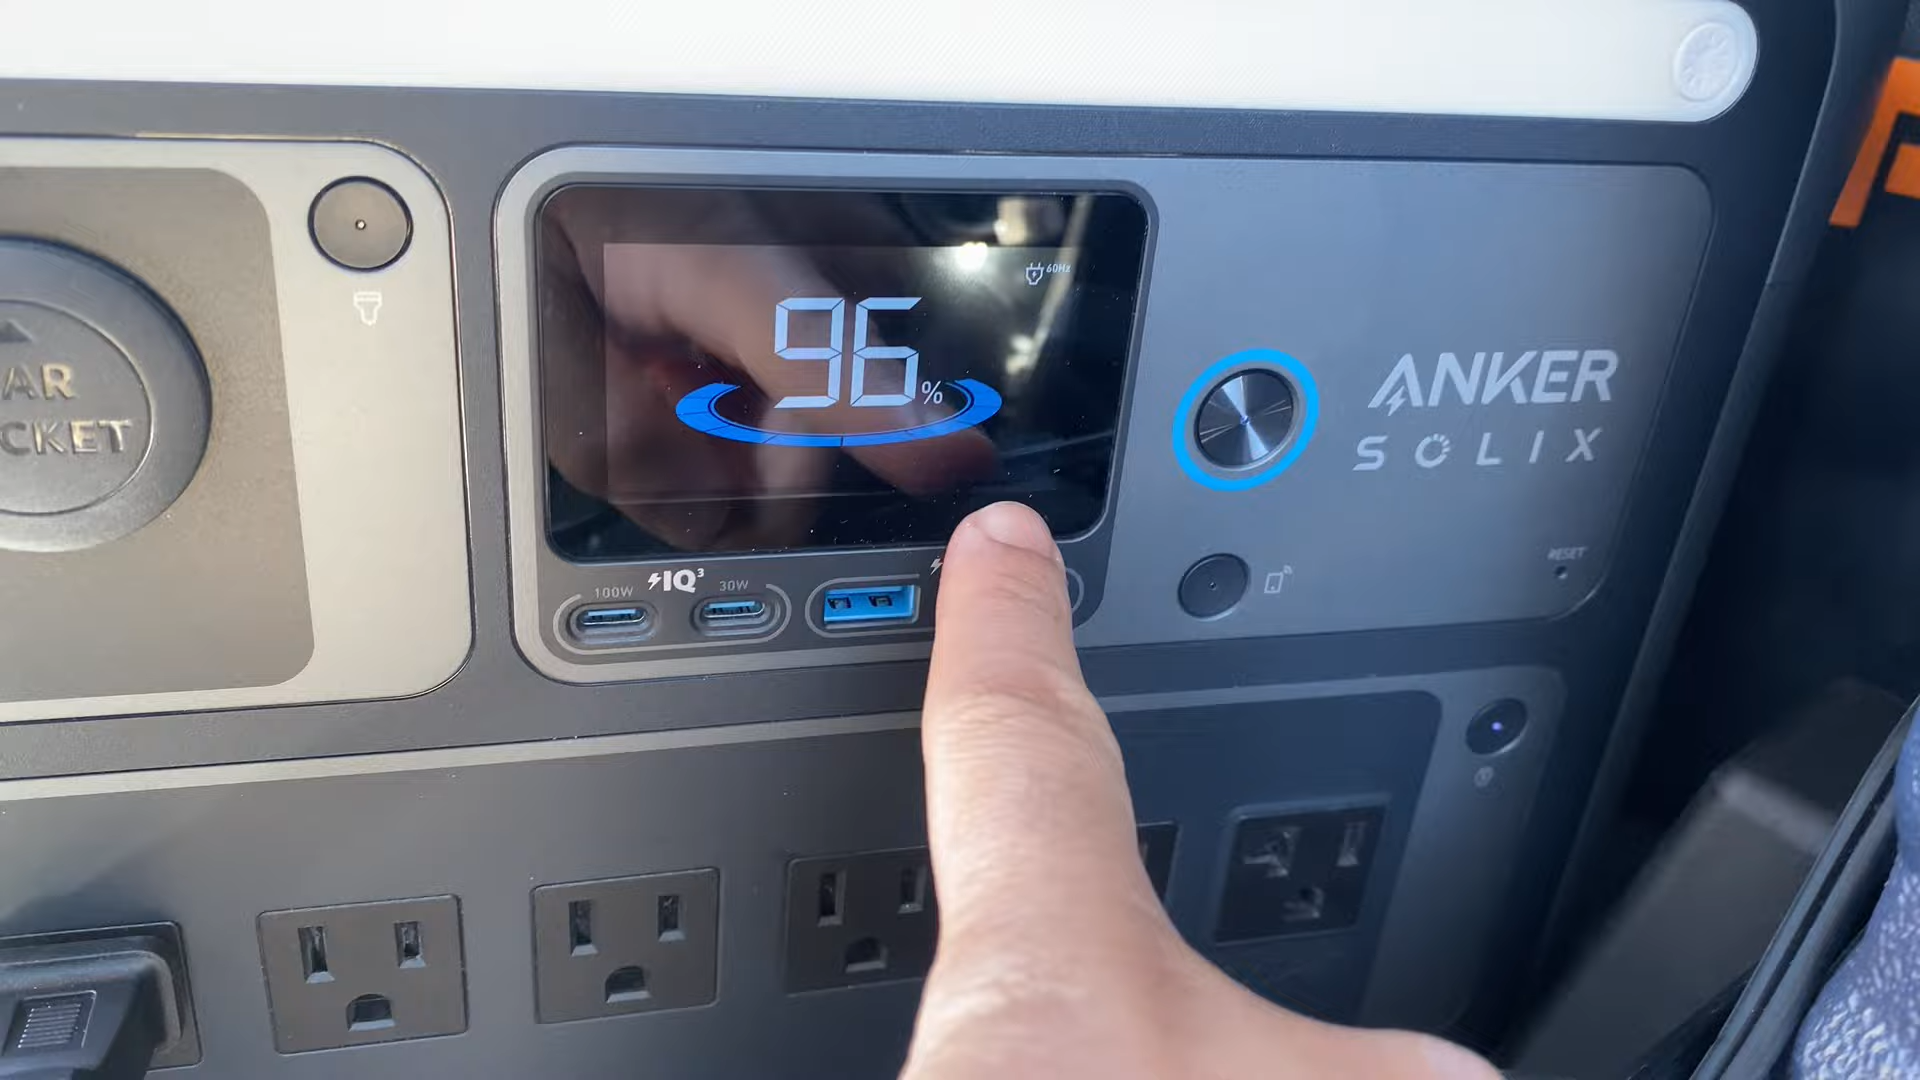 60Hz
96%
ANKER
SOLIX
AR
CKET
100W
IQ³
30W
RESET